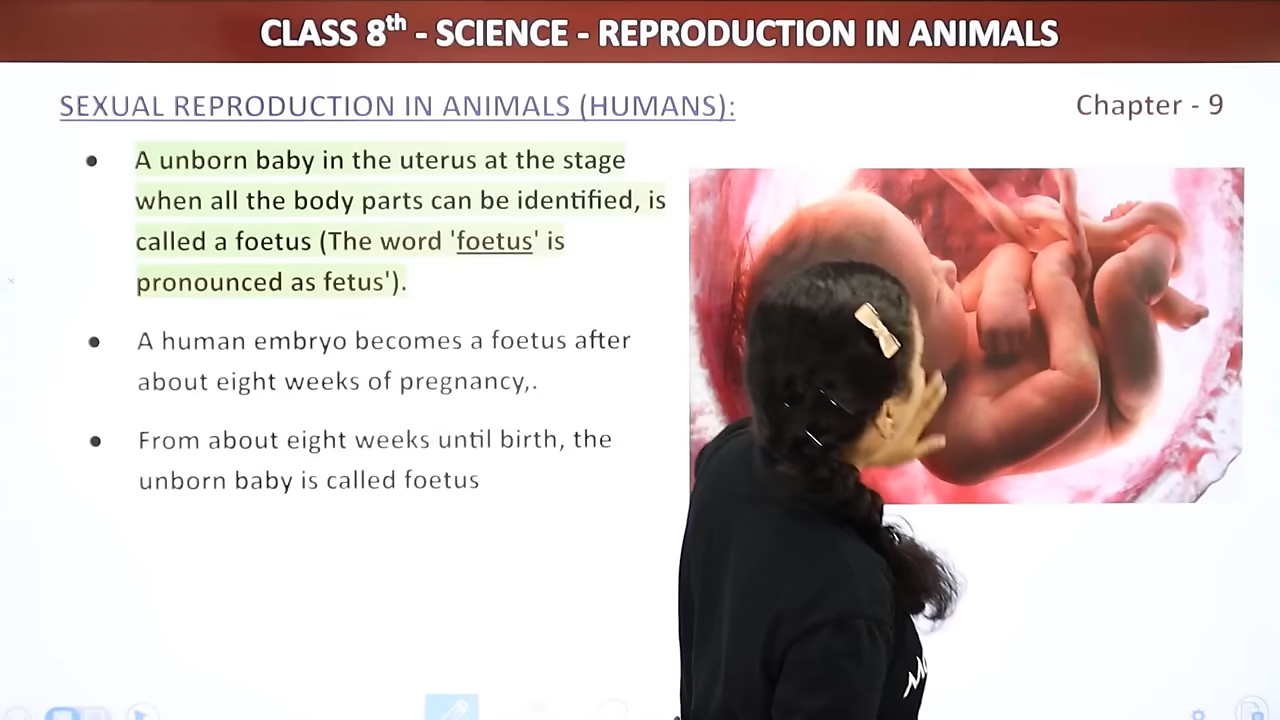 CLASS 8th - SCIENCE - REPRODUCTION IN ANIMALS
SEXUAL REPRODUCTION IN ANIMALS (HUMANS):
Chapter - 9
• A unborn baby in the uterus at the stage
when all the body parts can be identified, is
called a foetus (The word 'foetus' is
pronounced as fetus').
• A human embryo becomes a foetus after
about eight weeks of pregnancy,.
• From about eight weeks until birth, the
unborn baby is called foetus